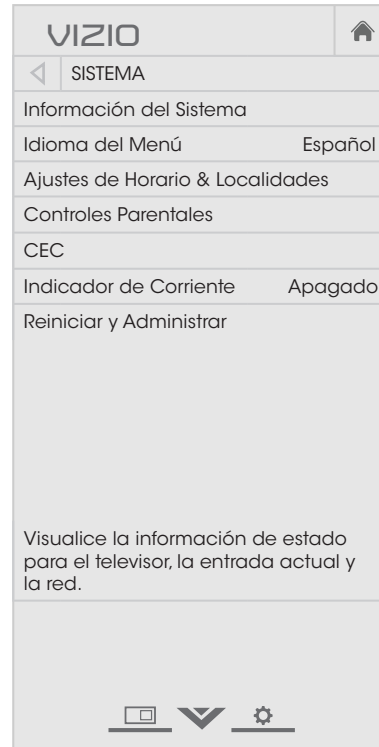 VIZIO
SISTEMA
Información del Sistema
Idioma del Menú Español
Ajustes de Horario & Localidades
Controles Parentales
CEC
Indicador de Corriente Apagado
Reiniciar y Administrar
Visualice la información de estado
para el televisor, la entrada actual y
la red.